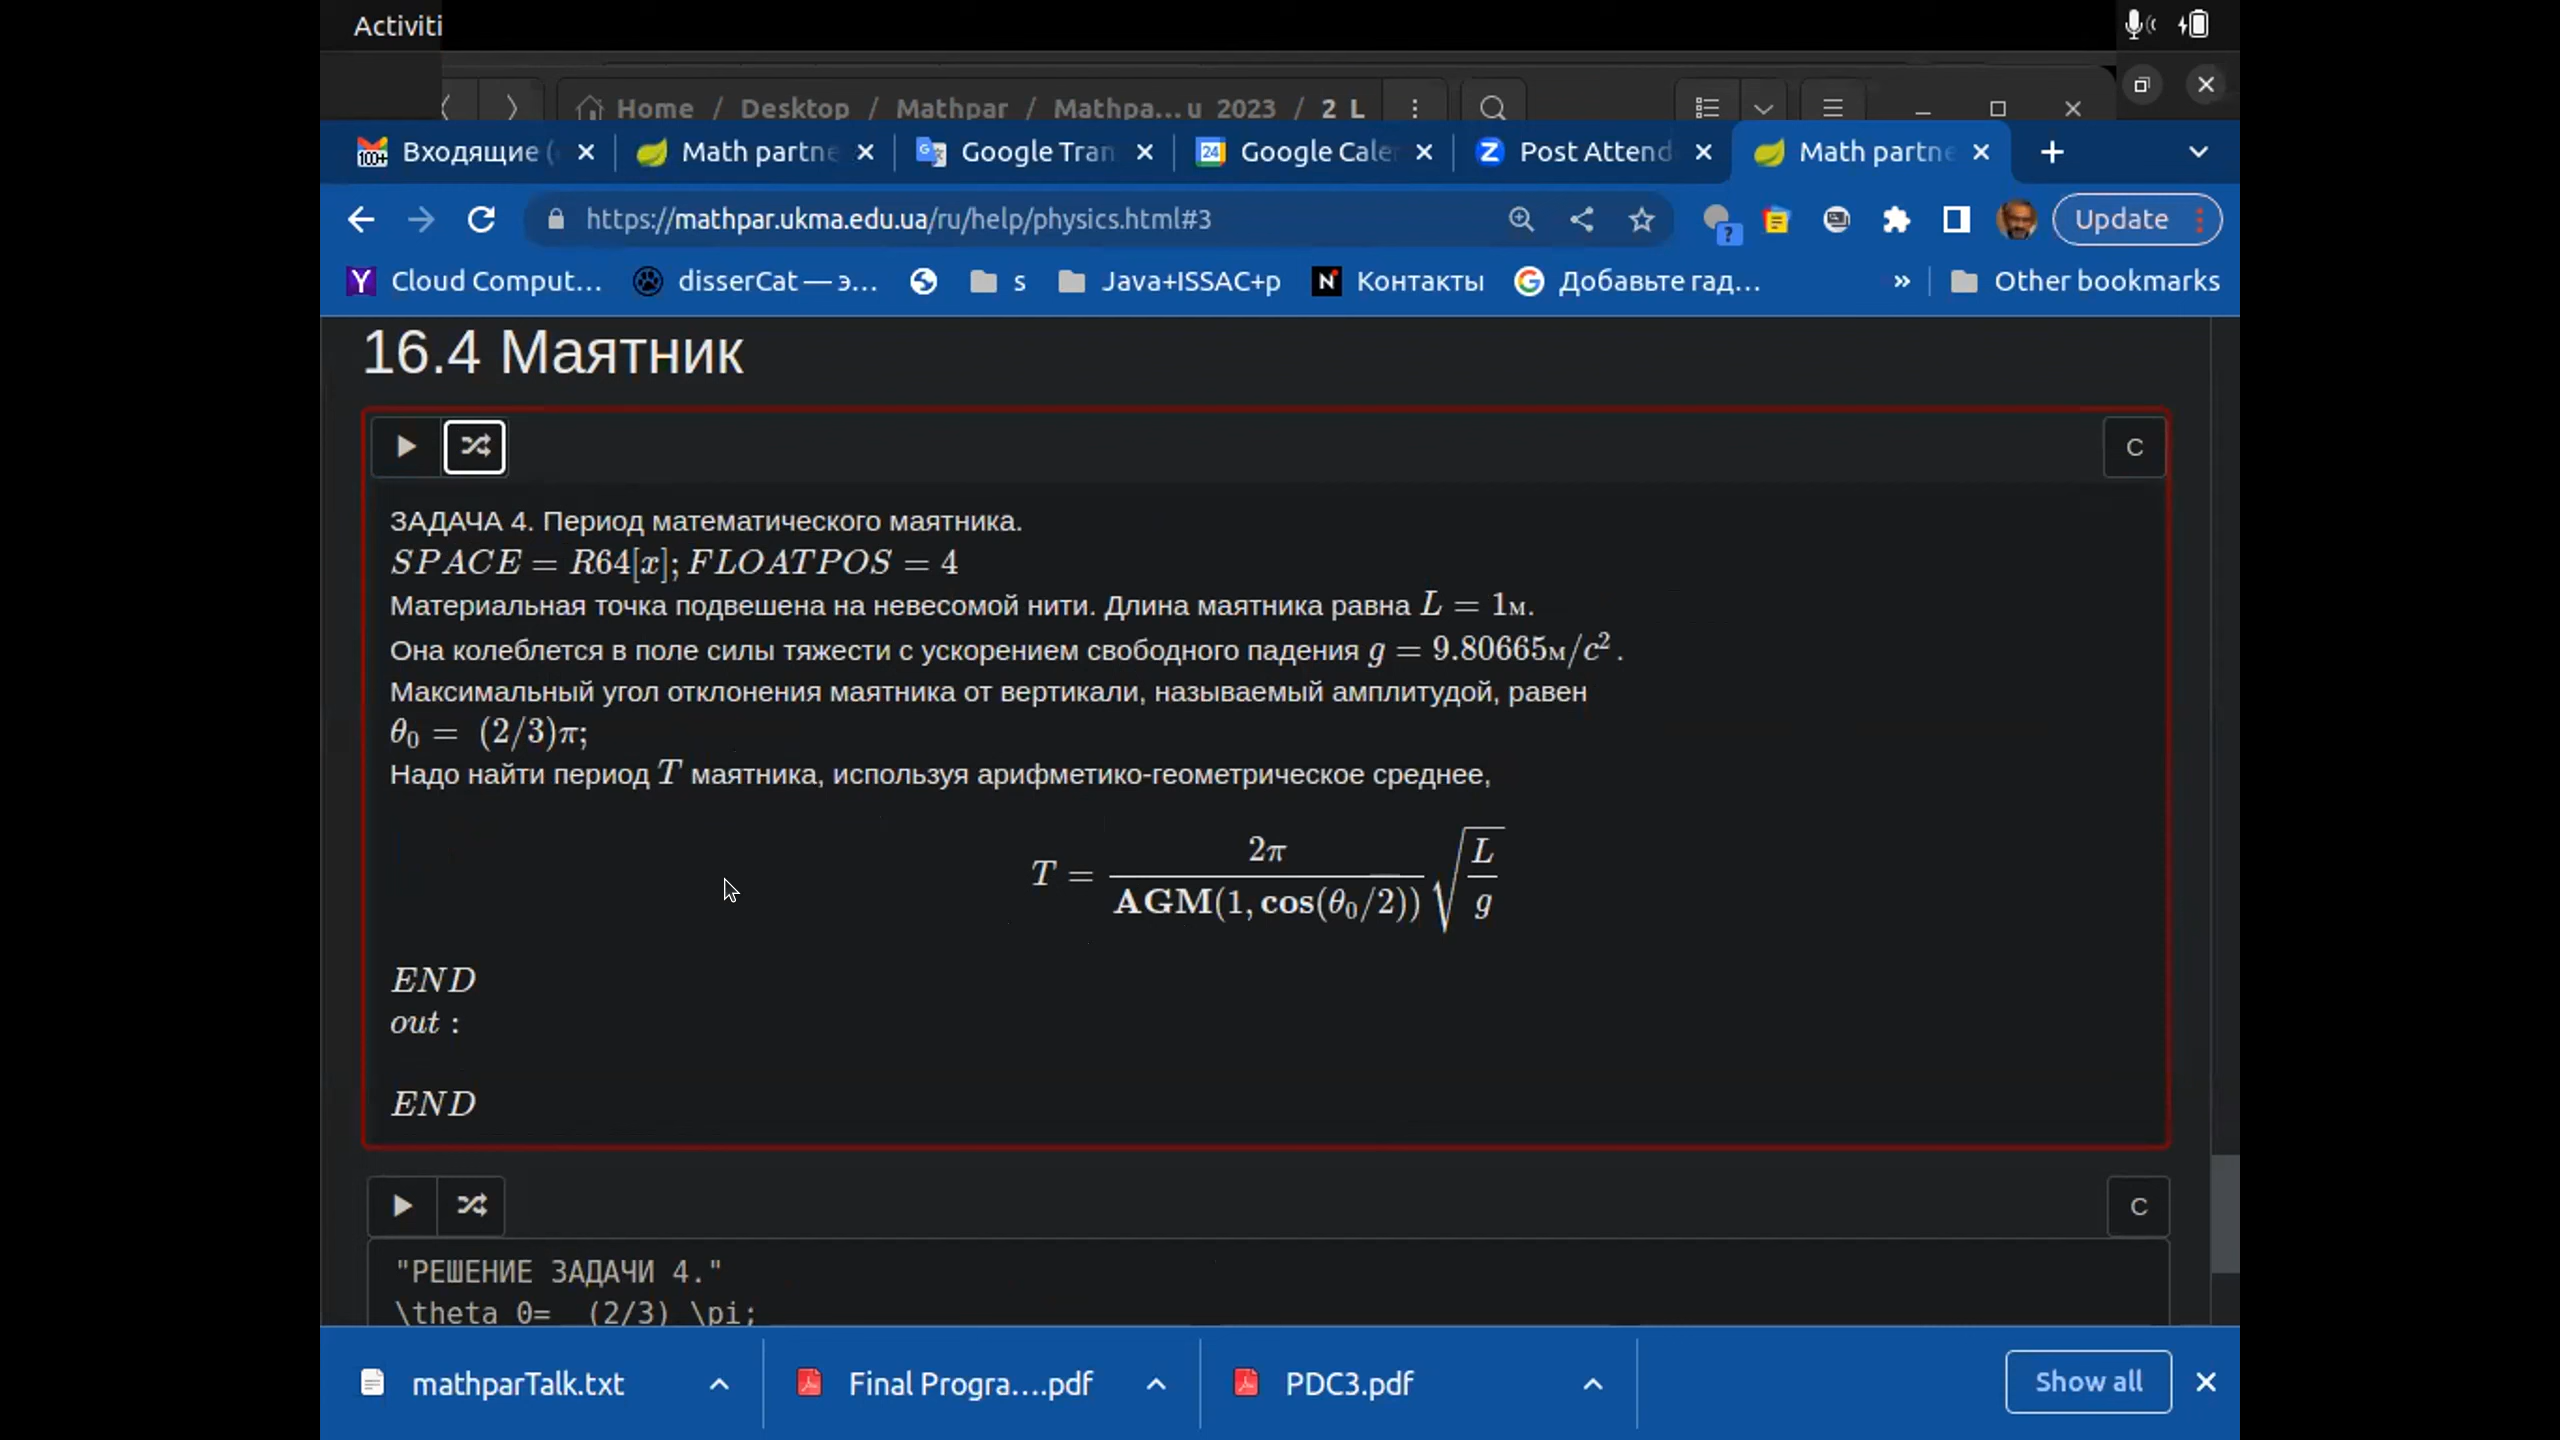 Activiti
Home / Desktop / Mathpar / Mathpa...u 2023 / 2 L
Входящие (
Math partne
Google Tran
Google Cale
Post Attend
Math partne
https://mathpar.ukma.edu.ua/ru/help/physics.html#3
Update
Cloud Comput...
disserCat — э...
s
Java+ISSAC+p
Контакты
Добавьте гад...
»
Other bookmarks
16.4 Маятник
C
ЗАДАЧА 4. Период математического маятника.
SPACE = R64[x]; FLOATPOS = 4
Материальная точка подвешена на невесомой нити. Длина маятника равна L = 1м.
Она колеблется в поле силы тяжести с ускорением свободного падения g = 9.80665м/c².
Максимальный угол отклонения маятника от вертикали, называемый амплитудой, равен
θ₀ = (2/3)π;
Надо найти период T маятника, используя арифметико-геометрическое среднее,
T = 2π / AGM(1, cos(θ₀/2)) √(L/g)
END
out :
END
C
"РЕШЕНИЕ ЗАДАЧИ 4."
\theta_0= (2/3) \pi;
mathparTalk.txt
Final Progra....pdf
PDC3.pdf
Show all